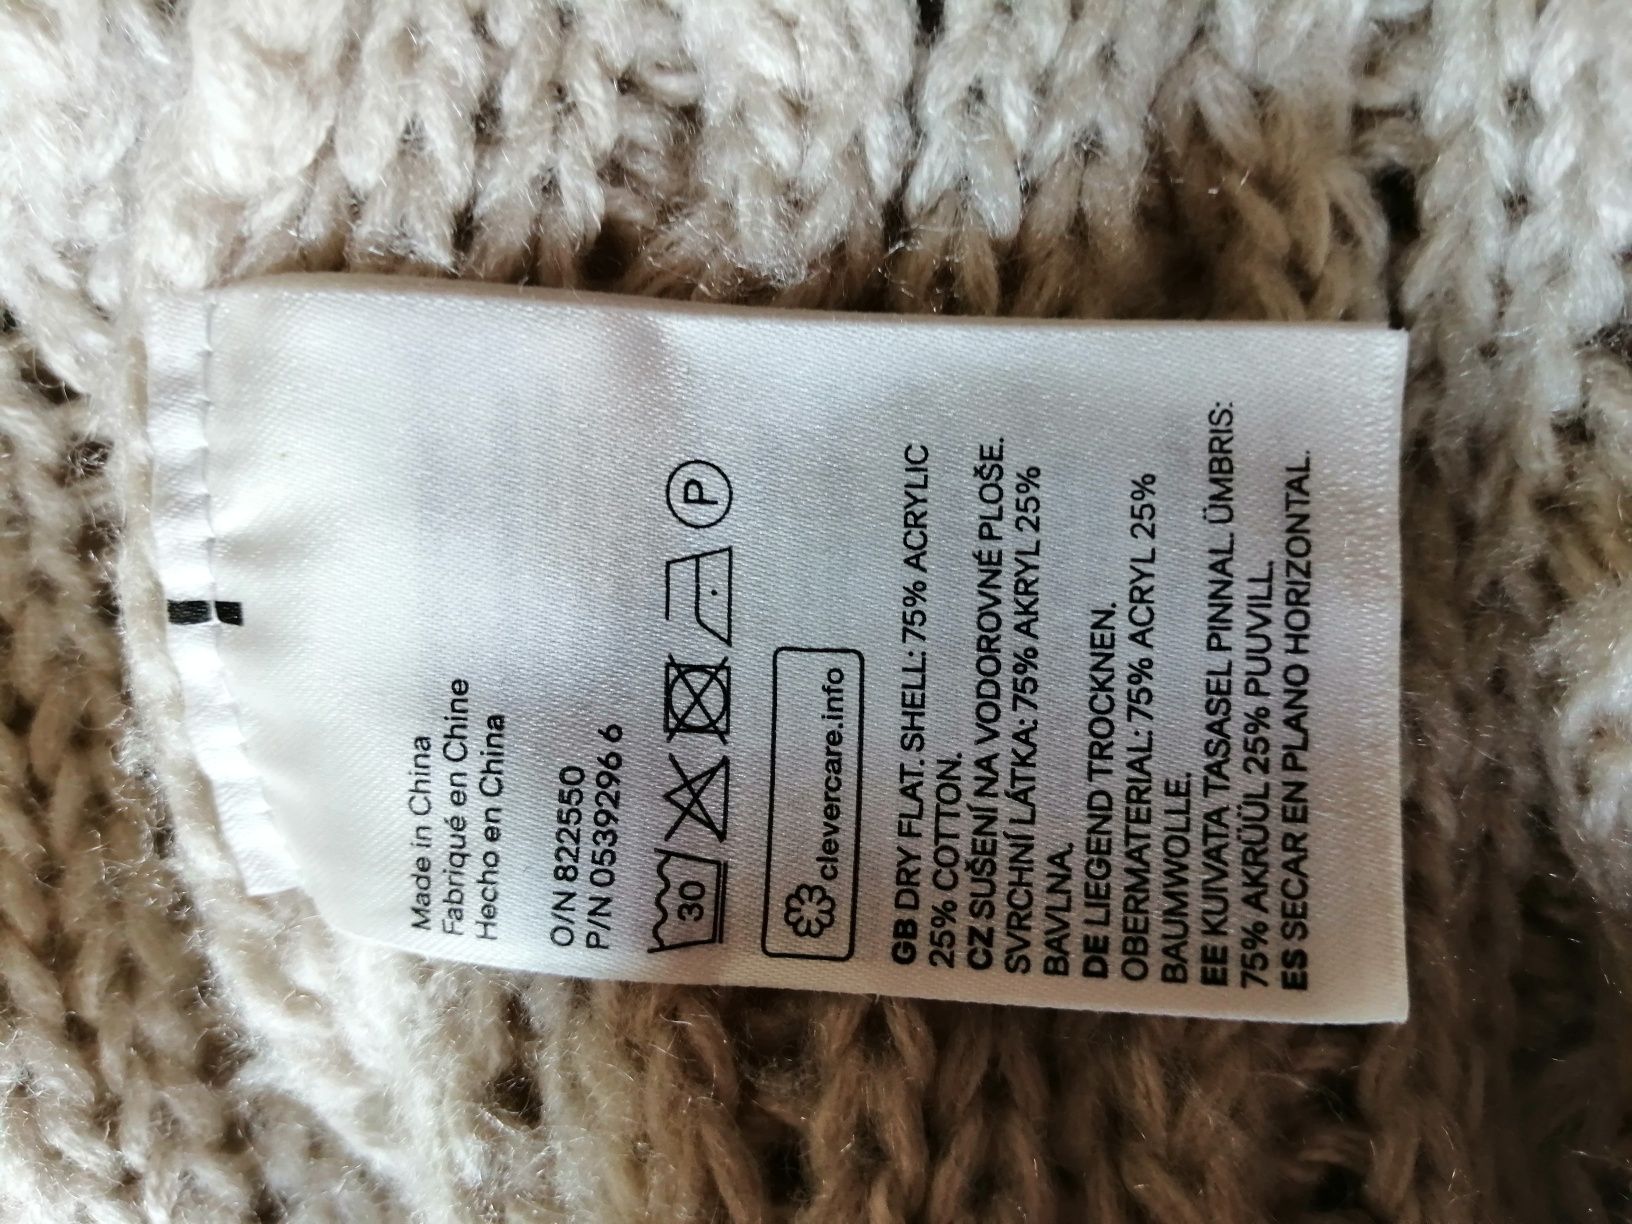 Made in China
Fabriqué en Chine
Hecho en China
O/N 822550
P/N 0539296 6
30
P
clevercare.info
GB DRY FLAT. SHELL: 75% ACRYLIC
25% COTTON.
CZ SUŠENÍ NA VODOROVNÉ PLOŠE.
SVRCHNÍ LÁTKA: 75% AKRYL 25%
BAVLNA.
DE LIEGEND TROCKNEN.
OBERMATERIAL: 75% ACRYL 25%
BAUMWOLLE.
EE KUIVATA TASASEL PINNAL. ÜMBRIS:
75% AKRÜÜL 25% PUUVILL.
ES SECAR EN PLANO HORIZONTAL.